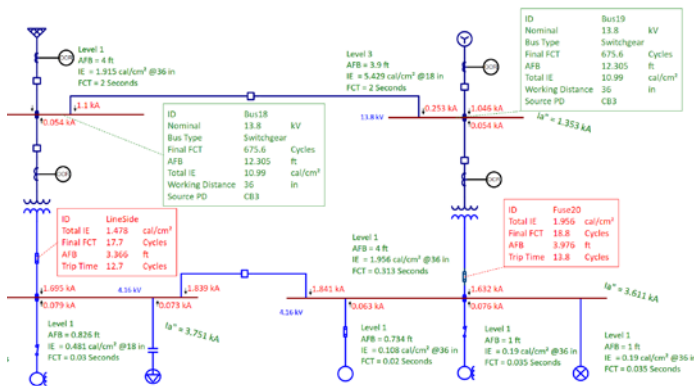 Level 1
AFB = 4 ft
IE = 1.915 cal/cm² @36 in
FCT = 2 Seconds
OCR
Level 3
AFB = 3.9 ft
IE = 5.429 cal/cm² @18 in
FCT = 2 Seconds
OCR
ID Bus19
Nominal 13.8 kV
Bus Type Switchgear
Final FCT 675.6 Cycles
AFB 12.305 ft
Total IE 10.99 cal/cm²
Working Distance 36 in
Source PD CB3
1.1 kA
0.054 kA
0.253 kA
1.046 kA
13.8 kV
0.054 kA
Ia" = 1.353 kA
ID Bus18
Nominal 13.8 kV
Bus Type Switchgear
Final FCT 675.6 Cycles
AFB 12.305 ft
Total IE 10.99 cal/cm²
Working Distance 36 in
Source PD CB3
OCR
OCR
ID LineSide
Total IE 1.478 cal/cm²
Final FCT 17.7 Cycles
AFB 3.366 ft
Trip Time 12.7 Cycles
ID Fuse20
Total IE 1.956 cal/cm²
Final FCT 18.8 Cycles
AFB 3.976 ft
Trip Time 13.8 Cycles
Level 1
AFB = 4 ft
IE = 1.956 cal/cm² @36 in
FCT = 0.313 Seconds
1.695 kA
0.079 kA
4.16 kV
1.839 kA
0.073 kA
Ia" = 3.751 kA
1.841 kA
4.16 kV
0.063 kA
1.632 kA
0.076 kA
Ia" = 3.611 kA
Level 1
AFB = 0.826 ft
IE = 0.481 cal/cm² @18 in
FCT = 0.03 Seconds
Level 1
AFB = 0.734 ft
IE = 0.108 cal/cm² @36 in
FCT = 0.02 Seconds
Level 1
AFB = 1 ft
IE = 0.19 cal/cm² @36 in
FCT = 0.035 Seconds
Level 1
AFB = 1 ft
IE = 0.19 cal/cm² @36 in
FCT = 0.035 Seconds